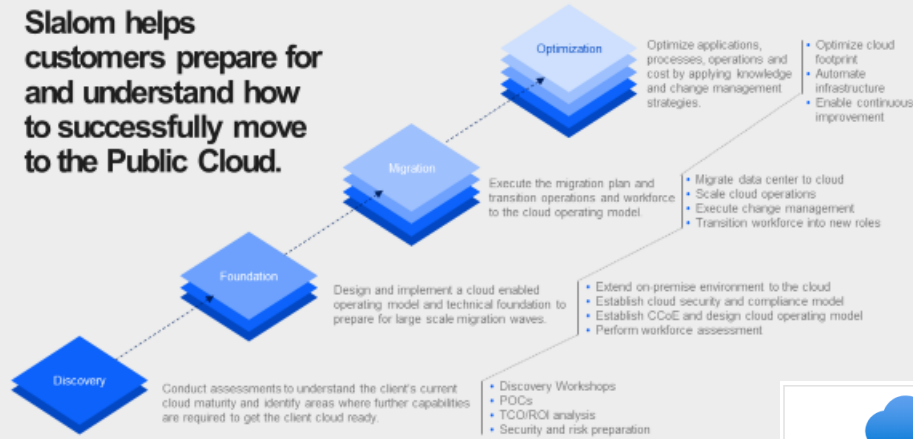 Slalom helps
customers prepare for
and understand how
to successfully move
to the Public Cloud.
Optimization
Optimize applications,
processes, operations and
cost by applying knowledge
and change management
strategies.
• Optimize cloud
footprint
• Automate
infrastructure
• Enable continuous
improvement
Migration
Execute the migration plan and
transition operations and workforce
to the cloud operating model.
• Migrate data center to cloud
• Scale cloud operations
• Execute change management
• Transition workforce into new roles
Foundation
Design and implement a cloud enabled
operating model and technical foundation to
prepare for large scale migration waves.
• Extend on-premise environment to the cloud
• Establish cloud security and compliance model
• Establish CCoE and design cloud operating model
• Perform workforce assessment
Discovery
Conduct assessments to understand the client's current
cloud maturity and identify areas where further capabilities
are required to get the client cloud ready.
• Discovery Workshops
• POCs
• TCO/ROI analysis
• Security and risk preparation